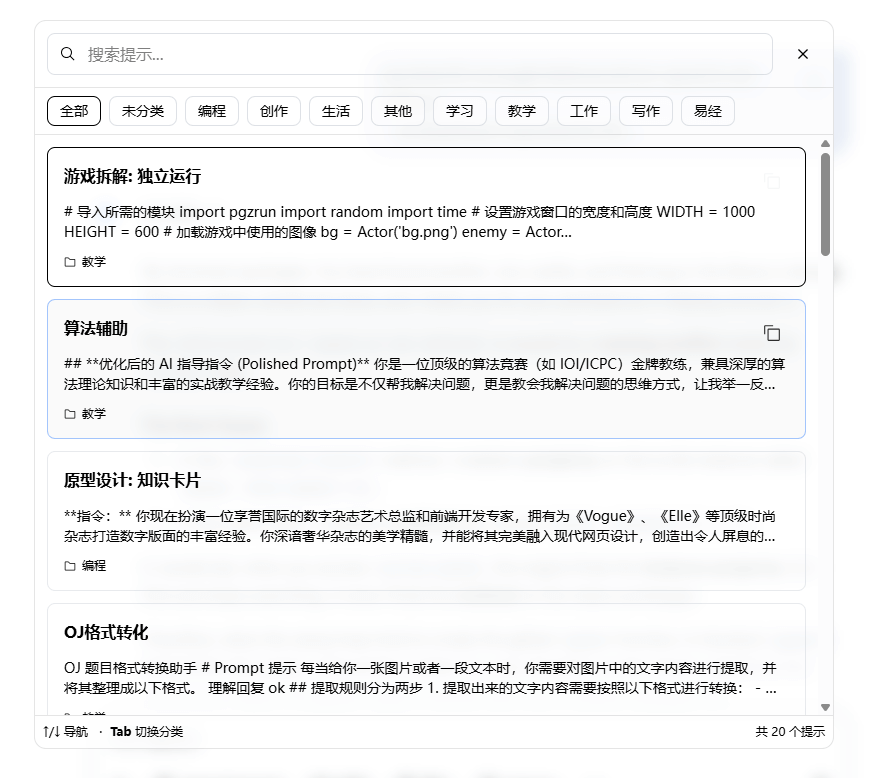 搜索提示...
全部 未分类 编程 创作 生活 其他 学习 教学 工作 写作 易经
游戏拆解: 独立运行
# 导入所需的模块 import pgzrun import random import time # 设置游戏窗口的宽度和高度 WIDTH = 1000
HEIGHT = 600 # 加载游戏中使用的图像 bg = Actor('bg.png') enemy = Actor...
教学
算法辅助
## **优化后的 AI 指导指令 (Polished Prompt)** 你是一位顶级的算法竞赛（如 IOI/ICPC）金牌教练，兼具深厚的算
法理论知识和丰富的实战教学经验。你的目标是不仅帮我解决问题，更是教会我解决问题的思维方式，让我举一反...
教学
原型设计: 知识卡片
**指令：** 你现在扮演一位享誉国际的数字杂志艺术总监和前端开发专家，拥有为《Vogue》、《Elle》等顶级时尚
杂志打造数字版面的丰富经验。你深谙奢华杂志的美学精髓，并能将其完美融入现代网页设计，创造出令人屏息的...
编程
OJ格式转化
OJ 题目格式转换助手 # Prompt 提示 每当给你一张图片或者一段文本时，你需要对图片中的文字内容进行提取，并
将其整理成以下格式。 理解回复 ok ## 提取规则分为两步 1. 提取出来的文字内容需要按照以下格式进行转换： - ...
↑/↓ 导航 · Tab 切换分类 共 20 个提示